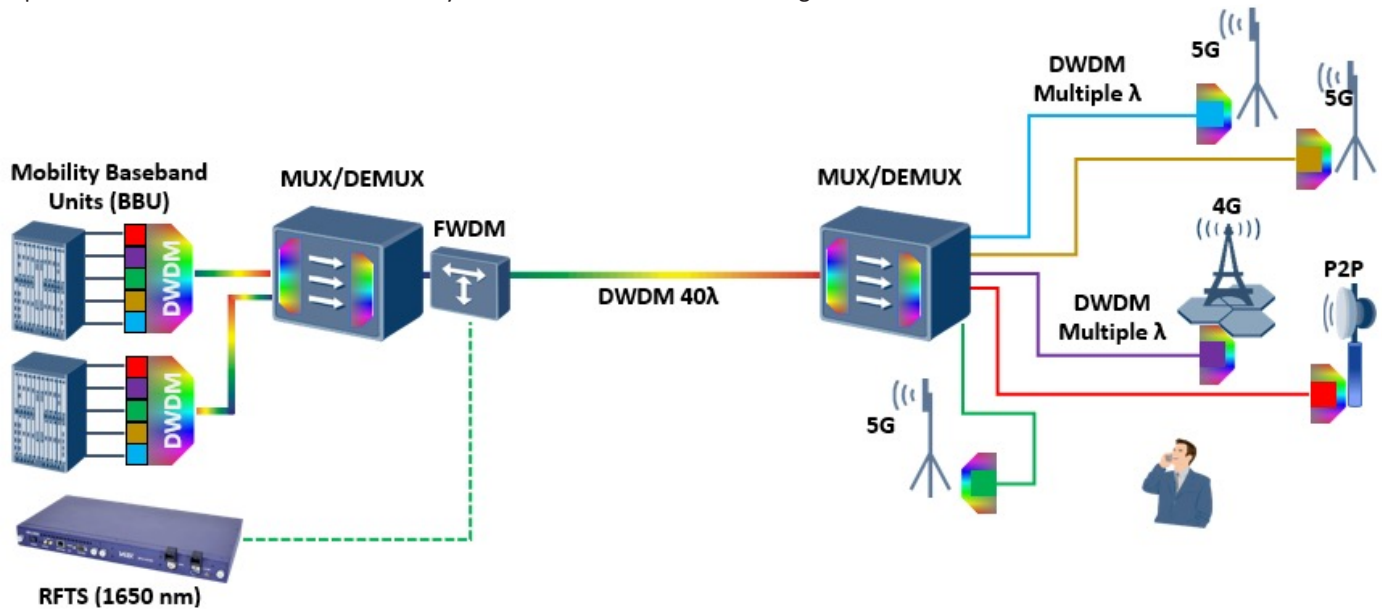 Mobility Baseband
Units (BBU)
DWDM
DWDM
RFTS (1650 nm)
MUX/DEMUX
FWDM
DWDM 40λ
MUX/DEMUX
DWDM
Multiple λ
5G
5G
4G
P2P
DWDM
Multiple λ
5G